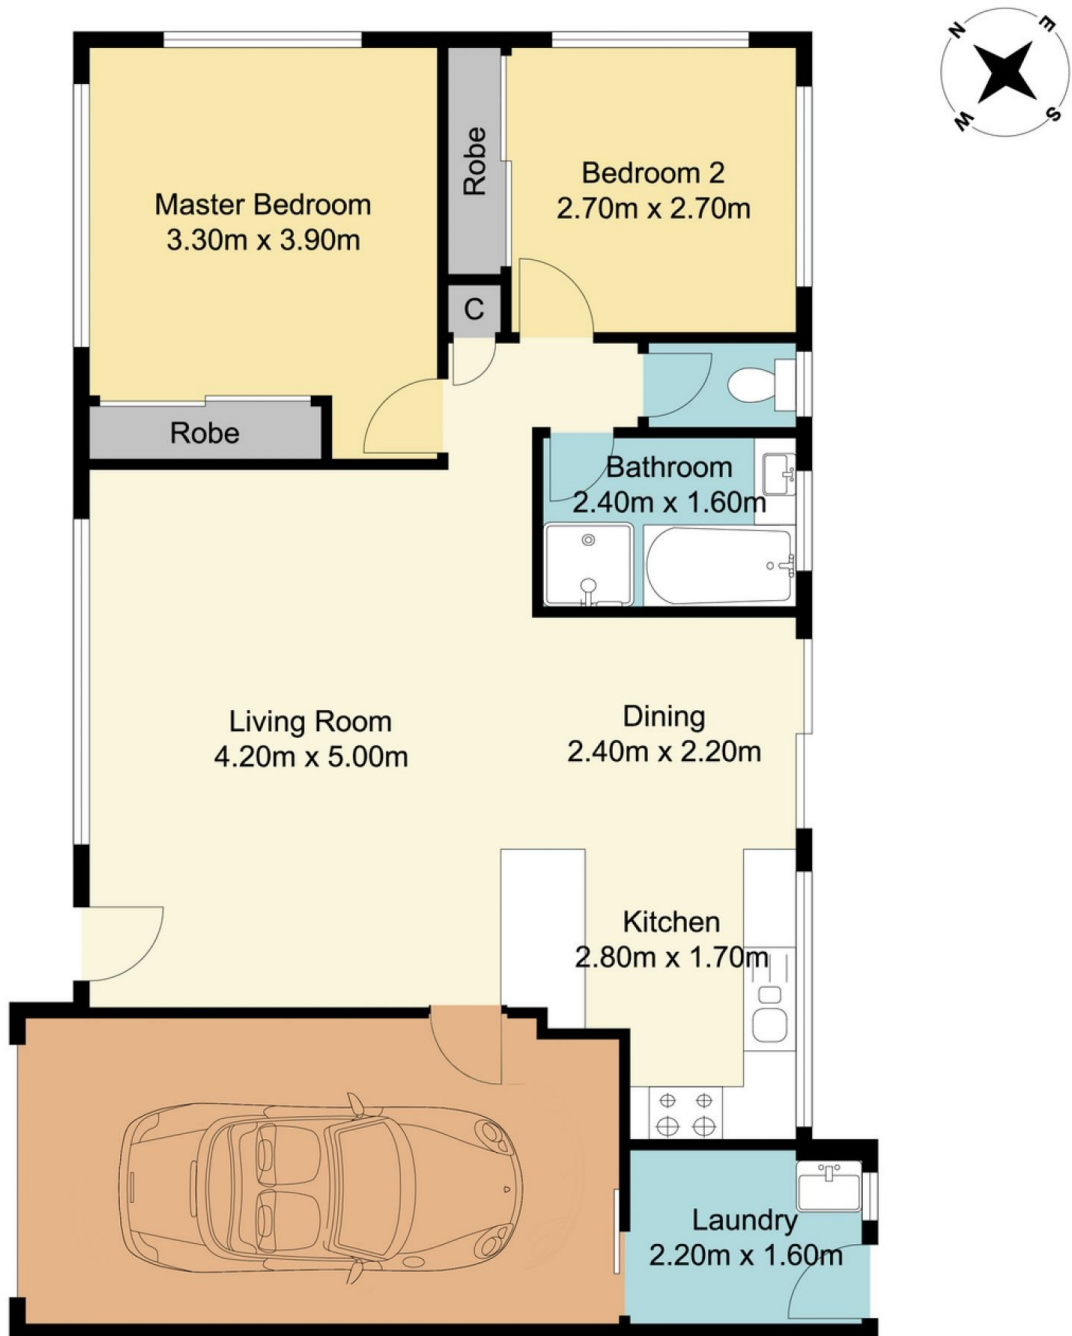 N
E
W
S
Master Bedroom
3.30m x 3.90m
Robe
Bedroom 2
2.70m x 2.70m
C
Robe
Bathroom
2.40m x 1.60m
Living Room
4.20m x 5.00m
Dining
2.40m x 2.20m
Kitchen
2.80m x 1.70m
Laundry
2.20m x 1.60m